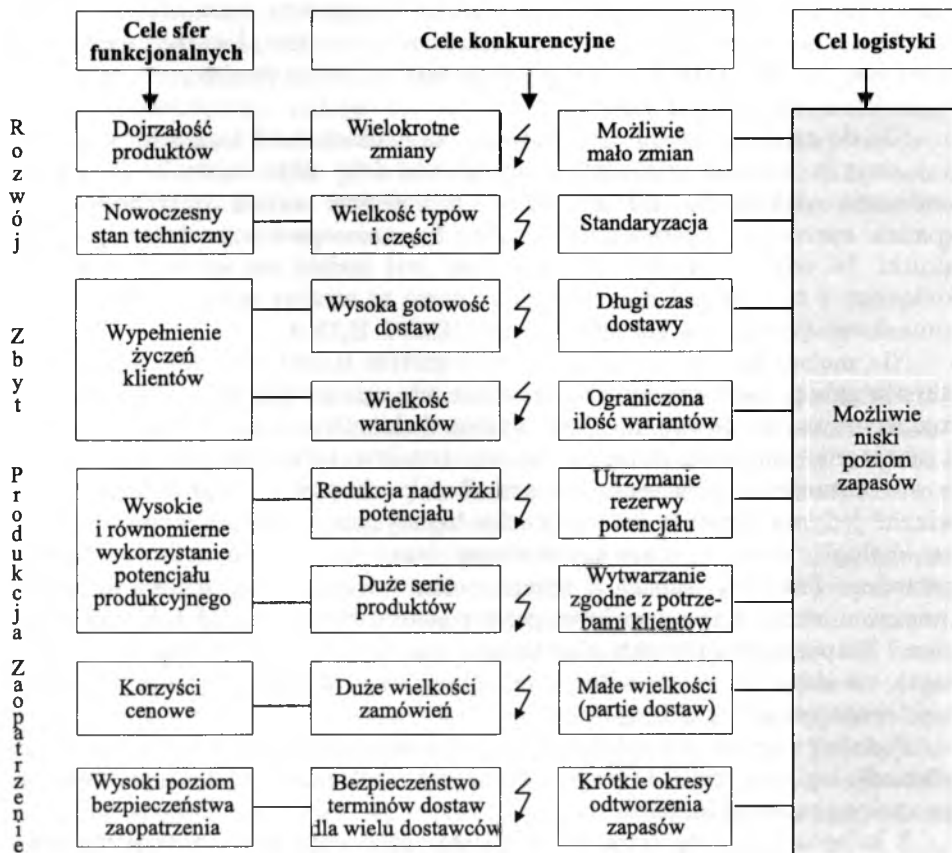 Cele sfer
funkcjonalnych
Cele konkurencyjne
Cel logistyki
Rozwój
Dojrzałość
produktów
Wielokrotne
zmiany
Możliwie
mało zmian
Nowoczesny
stan techniczny
Wielkość typów
i części
Standaryzacja
Zbyt
Wypełnienie
życzeń
klientów
Wysoka gotowość
dostaw
Długi czas
dostawy
Wielkość
warunków
Ograniczona
ilość wariantów
Możliwie
niski
poziom
zapasów
Produkcja
Wysokie
i równomierne
wykorzystanie
potencjału
produkcyjnego
Redukcja nadwyżki
potencjału
Utrzymanie
rezerwy
potencjału
Duże serie
produktów
Wytwarzanie
zgodne z potrze-
bami klientów
Zaopatrzenie
Korzyści
cenowe
Duże wielkości
zamówień
Małe wielkości
(partie dostaw)
Wysoki poziom
bezpieczeństwa
zaopatrzenia
Bezpieczeństwo
terminów dostaw
dla wielu dostawców
Krótkie okresy
odtworzenia
zapasów